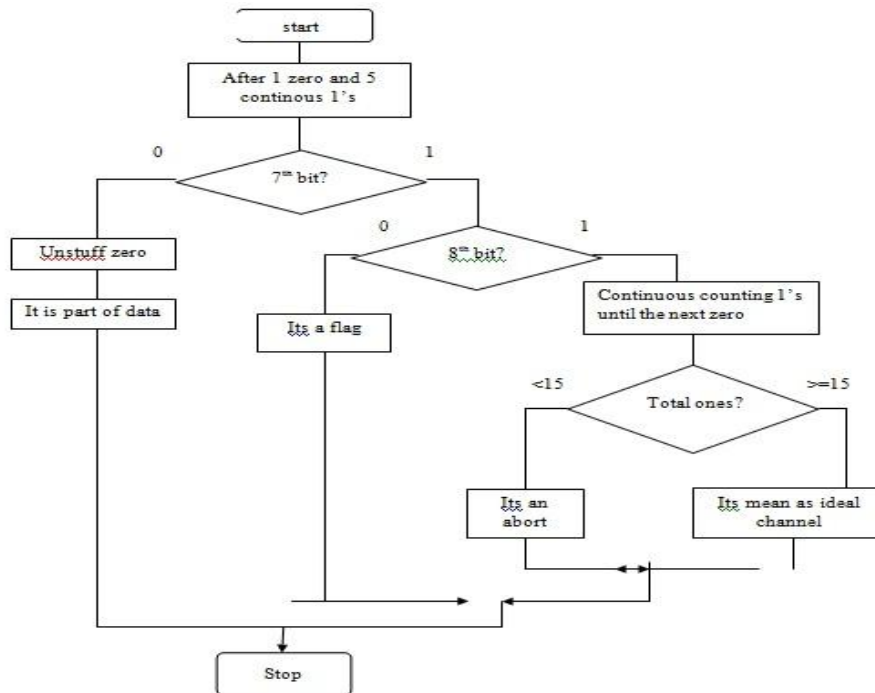 start
After 1 zero and 5
continous 1's
0
1
7th bit?
0
1
Unstuff zero
8th bit?
It is part of data
Its a flag
Continuous counting 1's
until the next zero
<15
>=15
Total ones?
Its an
abort
Its mean as ideal
channel
Stop